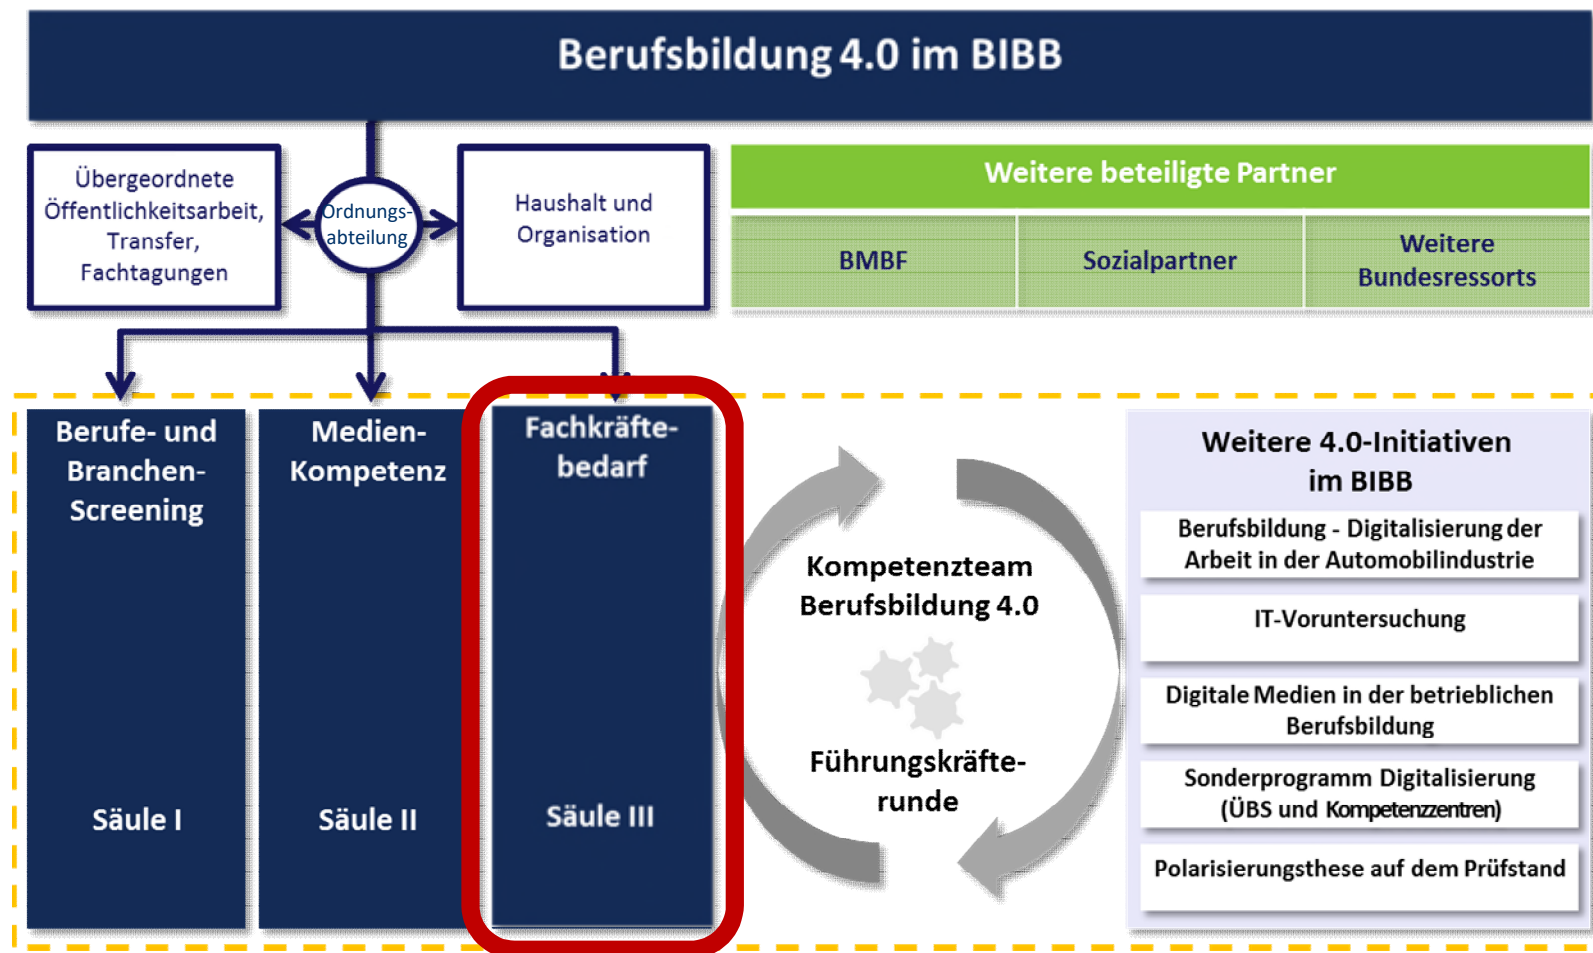 Berufsbildung 4.0 im BIBB
Übergeordnete
Öffentlichkeitsarbeit,
Transfer,
Fachtagungen
Ordnungs-
abteilung
Haushalt und
Organisation
Weitere beteiligte Partner
BMBF
Sozialpartner
Weitere
Bundesressorts
Berufe- und
Branchen-
Screening
Säule I
Medien-
Kompetenz
Säule II
Fachkräfte-
bedarf
Säule III
Kompetenzteam
Berufsbildung 4.0
Führungskräfte-
runde
Weitere 4.0-Initiativen
im BIBB
Berufsbildung - Digitalisierung der
Arbeit in der Automobilindustrie
IT-Voruntersuchung
Digitale Medien in der betrieblichen
Berufsbildung
Sonderprogramm Digitalisierung
(ÜBS und Kompetenzzentren)
Polarisierungsthese auf dem Prüfstand